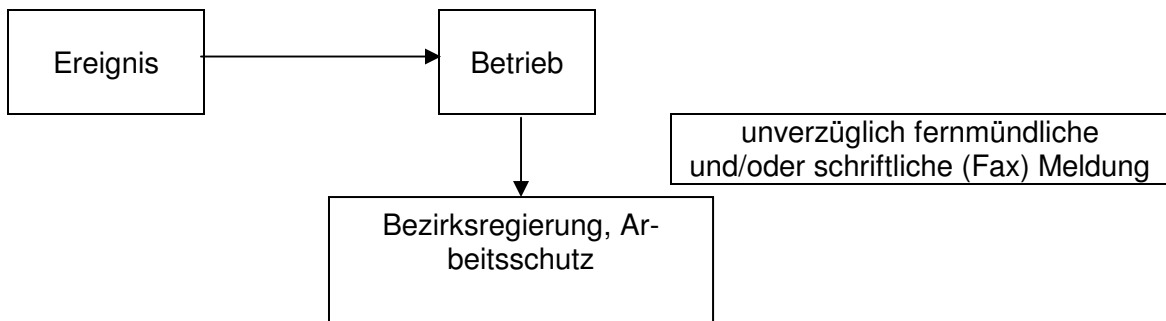 Ereignis
Betrieb
unverzüglich fernmündliche
und/oder schriftliche (Fax) Meldung
Bezirksregierung, Ar-
beitsschutz